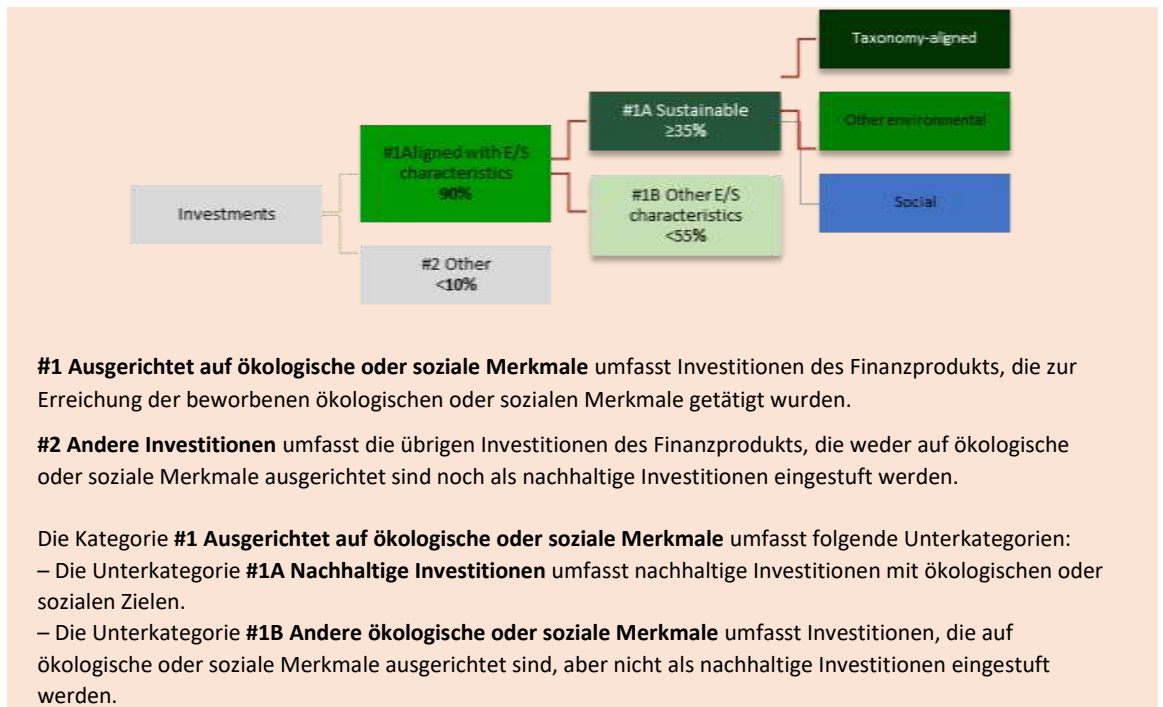 Taxonomy-aligned
#1A Sustainable
≥35%
Other environmental
#1Aligned with E/S
characteristics
90%
Investments
#1B Other E/S
characteristics
<55%
Social
#2 Other
<10%
#1 Ausgerichtet auf ökologische oder soziale Merkmale umfasst Investitionen des Finanzprodukts, die zur
Erreichung der beworbenen ökologischen oder sozialen Merkmale getätigt wurden.
#2 Andere Investitionen umfasst die übrigen Investitionen des Finanzprodukts, die weder auf ökologische
oder soziale Merkmale ausgerichtet sind noch als nachhaltige Investitionen eingestuft werden.
Die Kategorie #1 Ausgerichtet auf ökologische oder soziale Merkmale umfasst folgende Unterkategorien:
– Die Unterkategorie #1A Nachhaltige Investitionen umfasst nachhaltige Investitionen mit ökologischen oder
sozialen Zielen.
– Die Unterkategorie #1B Andere ökologische oder soziale Merkmale umfasst Investitionen, die auf
ökologische oder soziale Merkmale ausgerichtet sind, aber nicht als nachhaltige Investitionen eingestuft
werden.